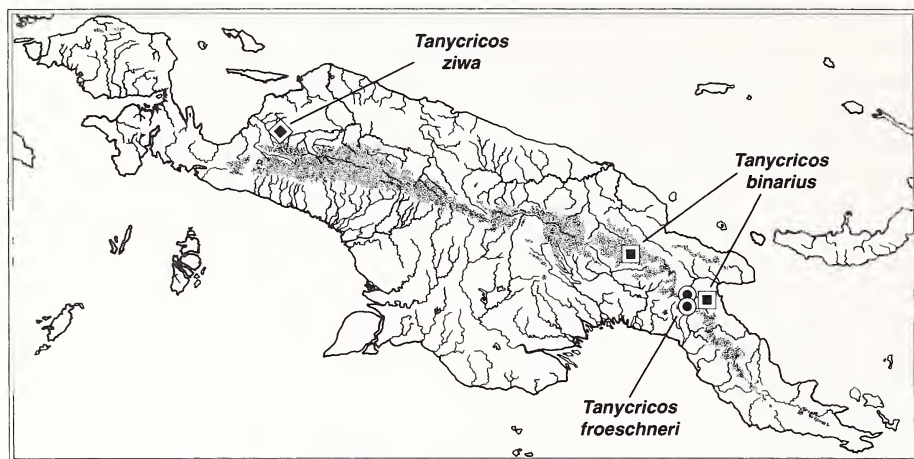 Tanycricos
ziwa
Tanycricos
binarius
Tanycricos
froeschneri